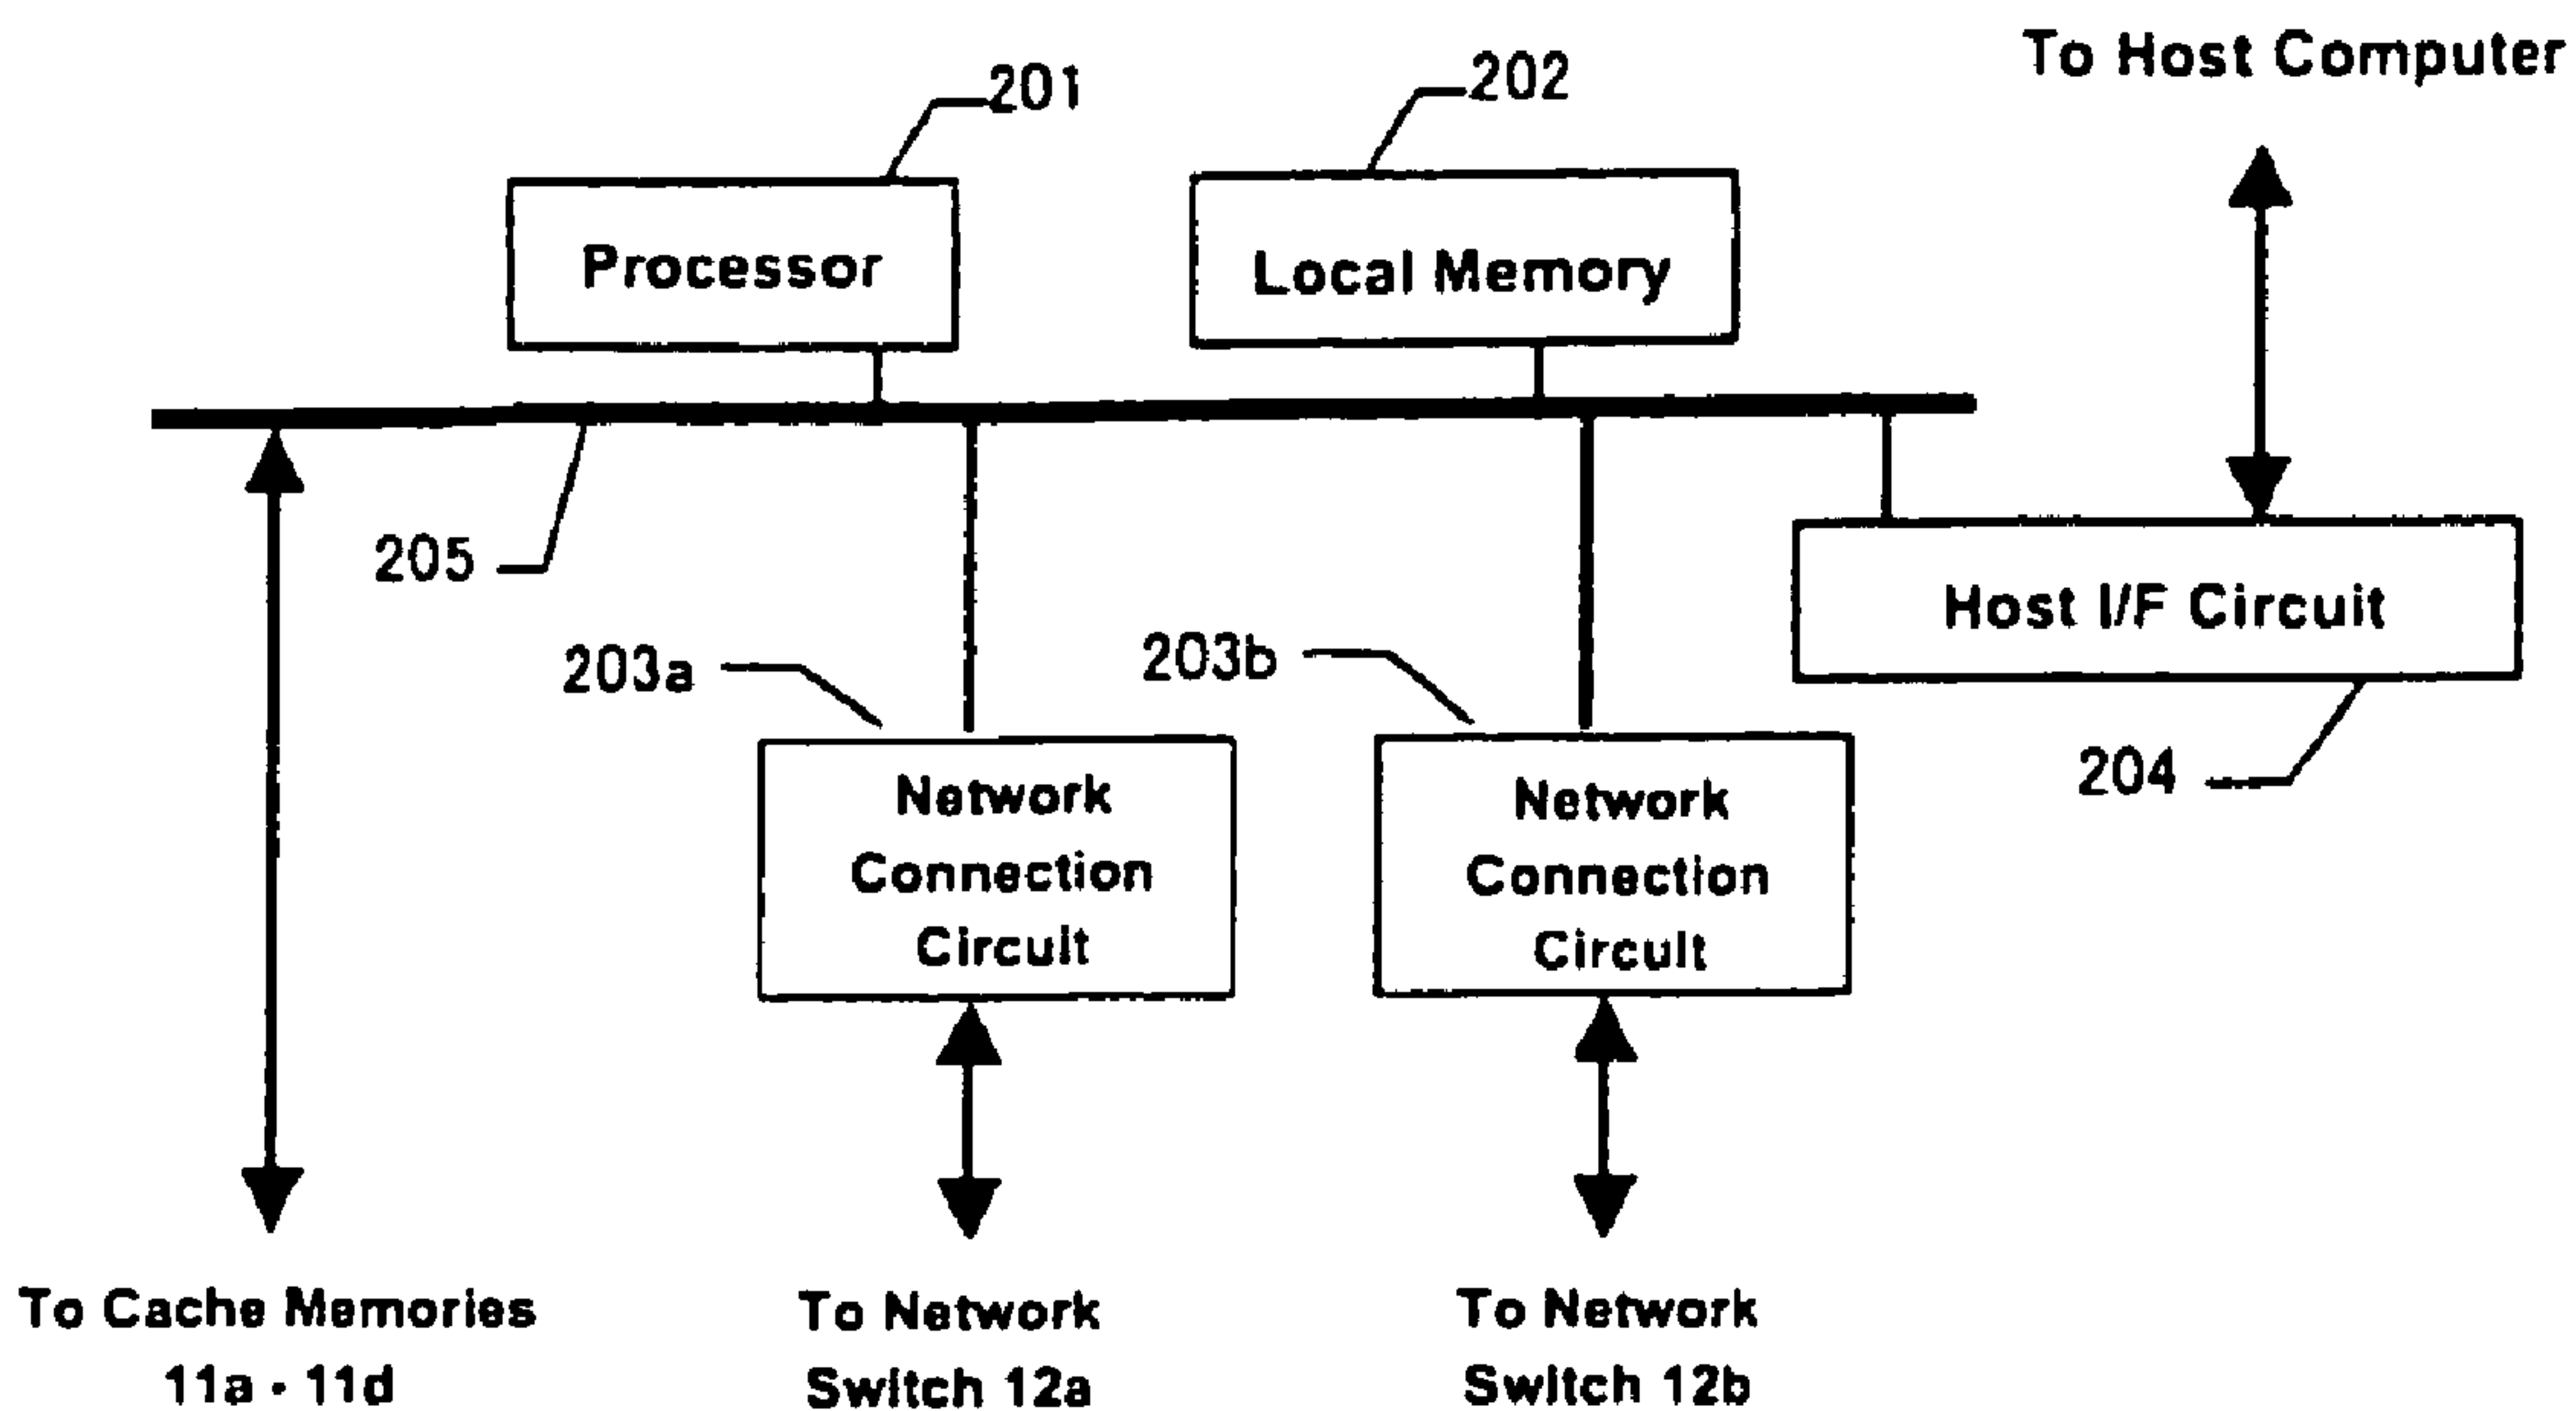 To Host Computer
201
202
Processor
Local Memory
205
Host I/F Circuit
203a
203b
204
Network
Connection
Circuit
Network
Connection
Circuit
To Cache Memories
11a - 11d
To Network
Switch 12a
To Network
Switch 12b